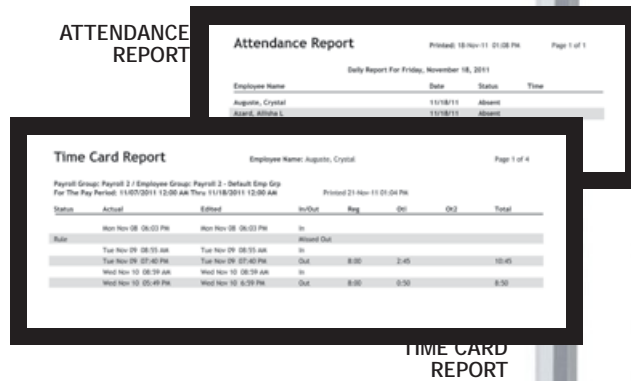 ATTENDANCE
REPORT
Attendance Report Printed: 18-Nov-11 01:08 PM Page 1 of 1
Daily Report For Friday, November 18, 2011
Employee Name Date Status Time
Auguste, Crystal 11/18/11 Absent
Azard, Alisha L 11/18/11 Absent
Time Card Report Employee Name: Auguste, Crystal Page 1 of 4
Payroll Group: Payroll 2 / Employee Group: Payroll 2 - Default Emp Grp
For The Pay Period: 11/07/2011 12:00 AM Thru 11/18/2011 12:00 AM Printed 21-Nov-11 01:04 PM
Status Actual Edited In/Out Reg Ot1 Ot2 Total
Mon Nov 08 06:03 PM Mon Nov 08 06:03 PM In
Rule Missed Out
Tue Nov 09 08:55 AM Tue Nov 09 08:55 AM In
Tue Nov 09 07:40 PM Tue Nov 09 07:40 PM Out 8:00 2:45 10:45
Wed Nov 10 08:59 AM Wed Nov 10 08:59 AM In
Wed Nov 10 05:49 PM Wed Nov 10 6:59 PM Out 8:00 0:50 8:50
TIME CARD
REPORT